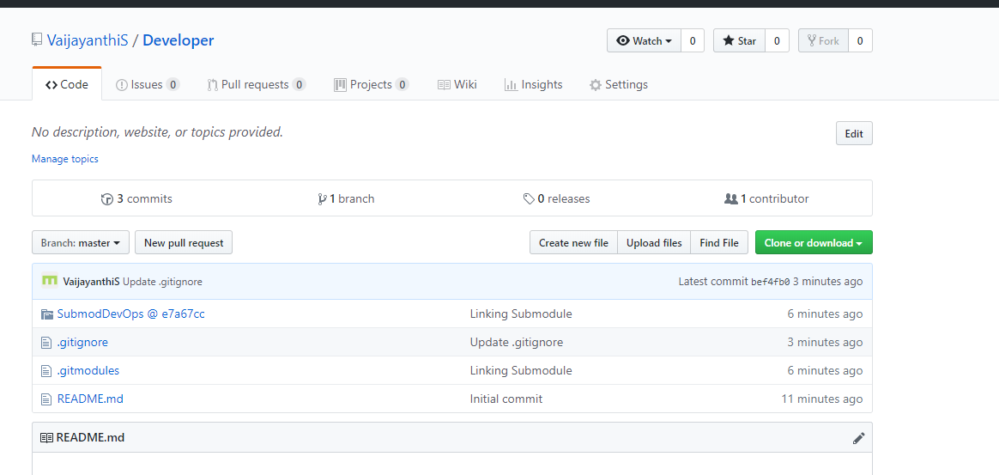 VaijayanthiS / Developer
Watch 0 Star 0 Fork 0
Code Issues 0 Pull requests 0 Projects 0 Wiki Insights Settings
No description, website, or topics provided. Edit
Manage topics
3 commits 1 branch 0 releases 1 contributor
Branch: master New pull request Create new file Upload files Find File Clone or download
VaijayanthiS Update .gitignore Latest commit bef4fb0 3 minutes ago
SubmodDevOps @ e7a67cc Linking Submodule 6 minutes ago
.gitignore Update .gitignore 3 minutes ago
.gitmodules Linking Submodule 6 minutes ago
README.md Initial commit 11 minutes ago
README.md